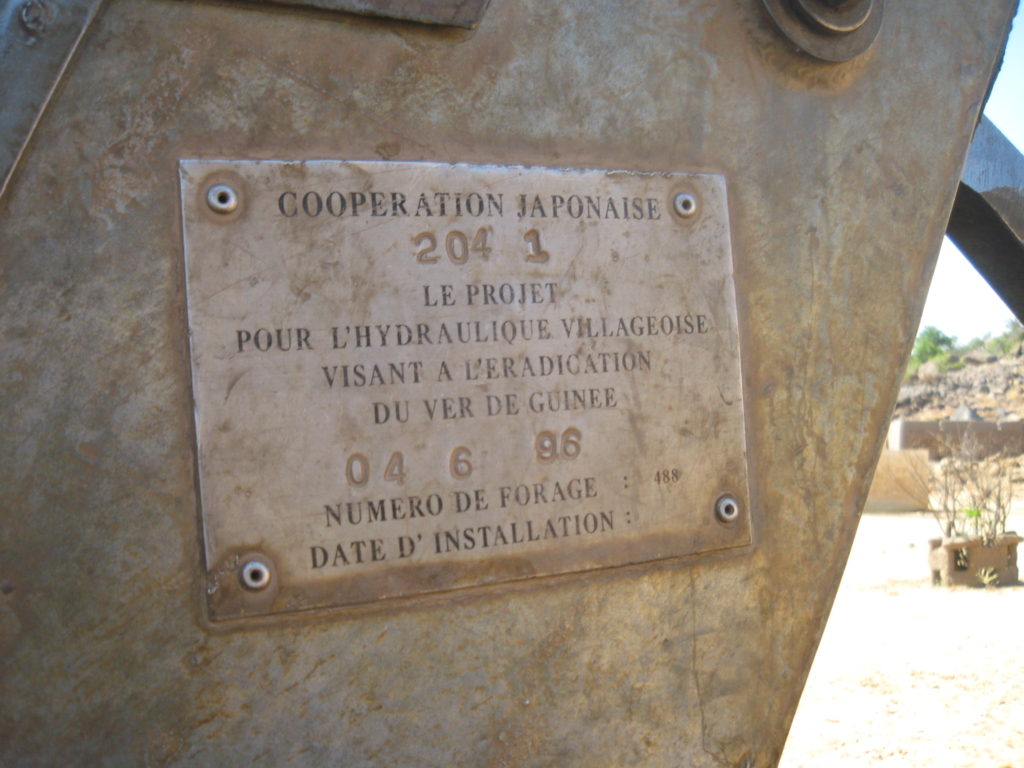 COOPERATION JAPONAISE
204 1
LE PROJET
POUR L'HYDRAULIQUE VILLAGEOISE
VISANT A L'ERADICATION
DU VER DE GUINEE
04 6 96
NUMERO DE FORAGE : 488
DATE D' INSTALLATION :